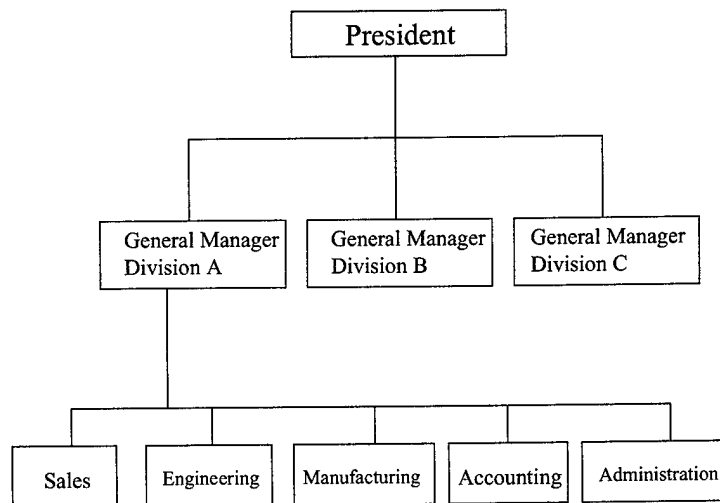 President
General Manager
Division A
General Manager
Division B
General Manager
Division C
Sales
Engineering
Manufacturing
Accounting
Administration